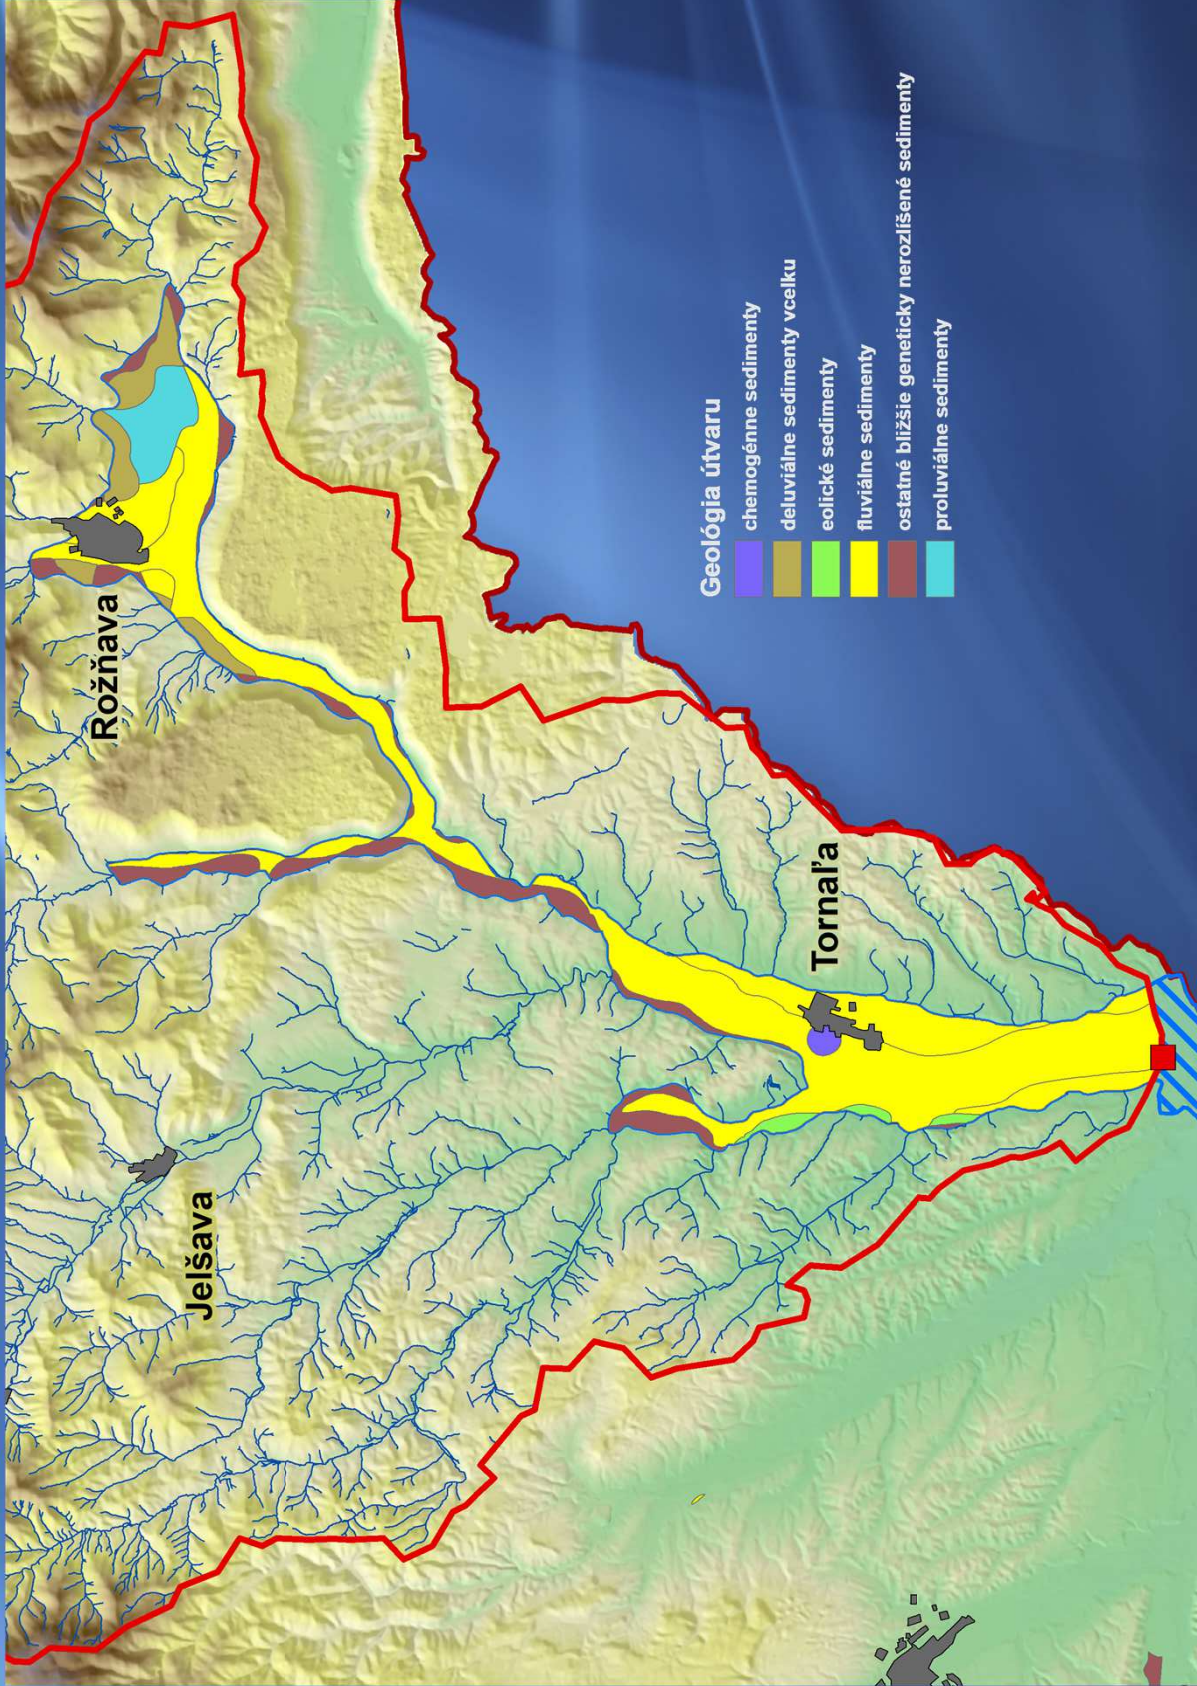 Rožňava
Jelšava
Tornaľa
Geológia útvaru
chemogénne sedimenty
deluviálne sedimenty vcelku
eolické sedimenty
fluviálne sedimenty
ostatné bližšie geneticky nerozlíšené sedimenty
proluviálne sedimenty